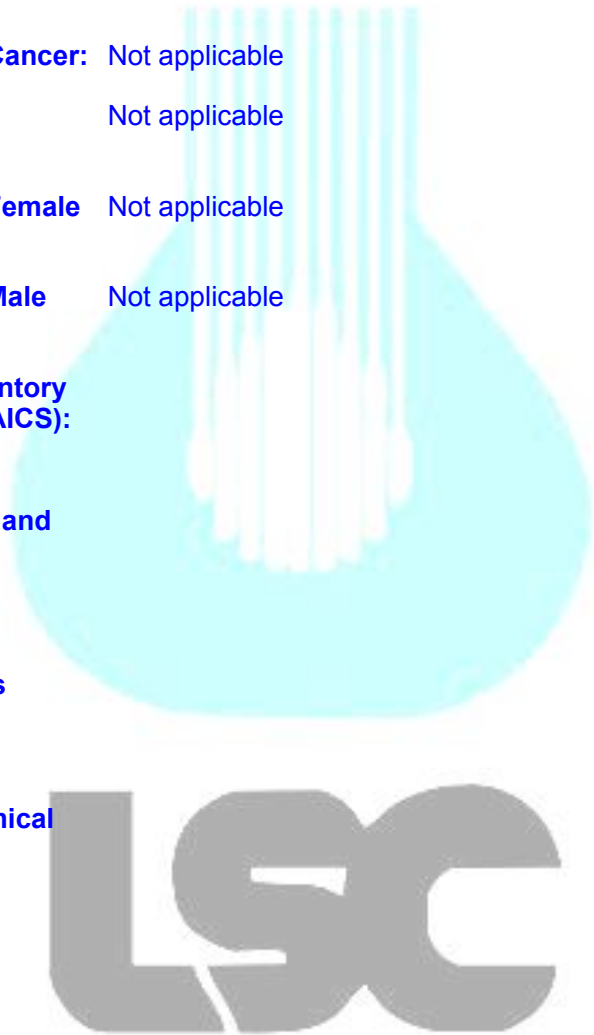 Cancer: Not applicable
Not applicable
Female Not applicable
Male Not applicable
ntory
AICS):
and
s
nical
LSC